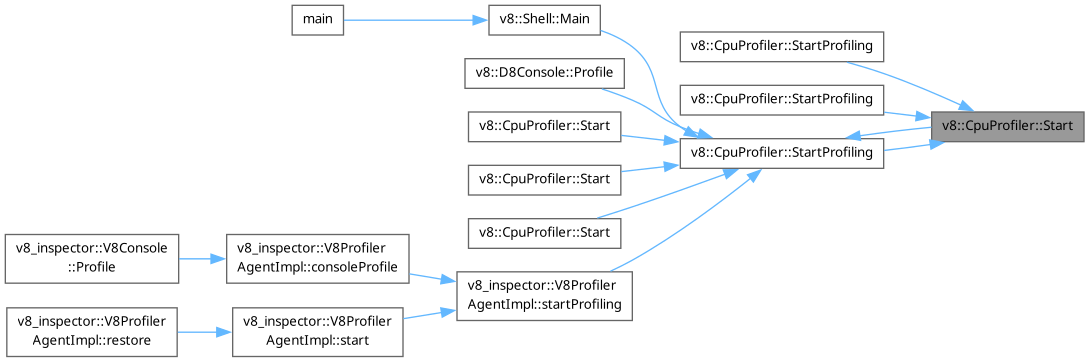 main
v8::Shell::Main
v8::CpuProfiler::StartProfiling
v8::D8Console::Profile
v8::CpuProfiler::StartProfiling
v8::CpuProfiler::Start
v8::CpuProfiler::Start
v8::CpuProfiler::StartProfiling
v8::CpuProfiler::Start
v8::CpuProfiler::Start
v8_inspector::V8Console
::Profile
v8_inspector::V8Profiler
AgentImpl::consoleProfile
v8_inspector::V8Profiler
AgentImpl::startProfiling
v8_inspector::V8Profiler
AgentImpl::restore
v8_inspector::V8Profiler
AgentImpl::start